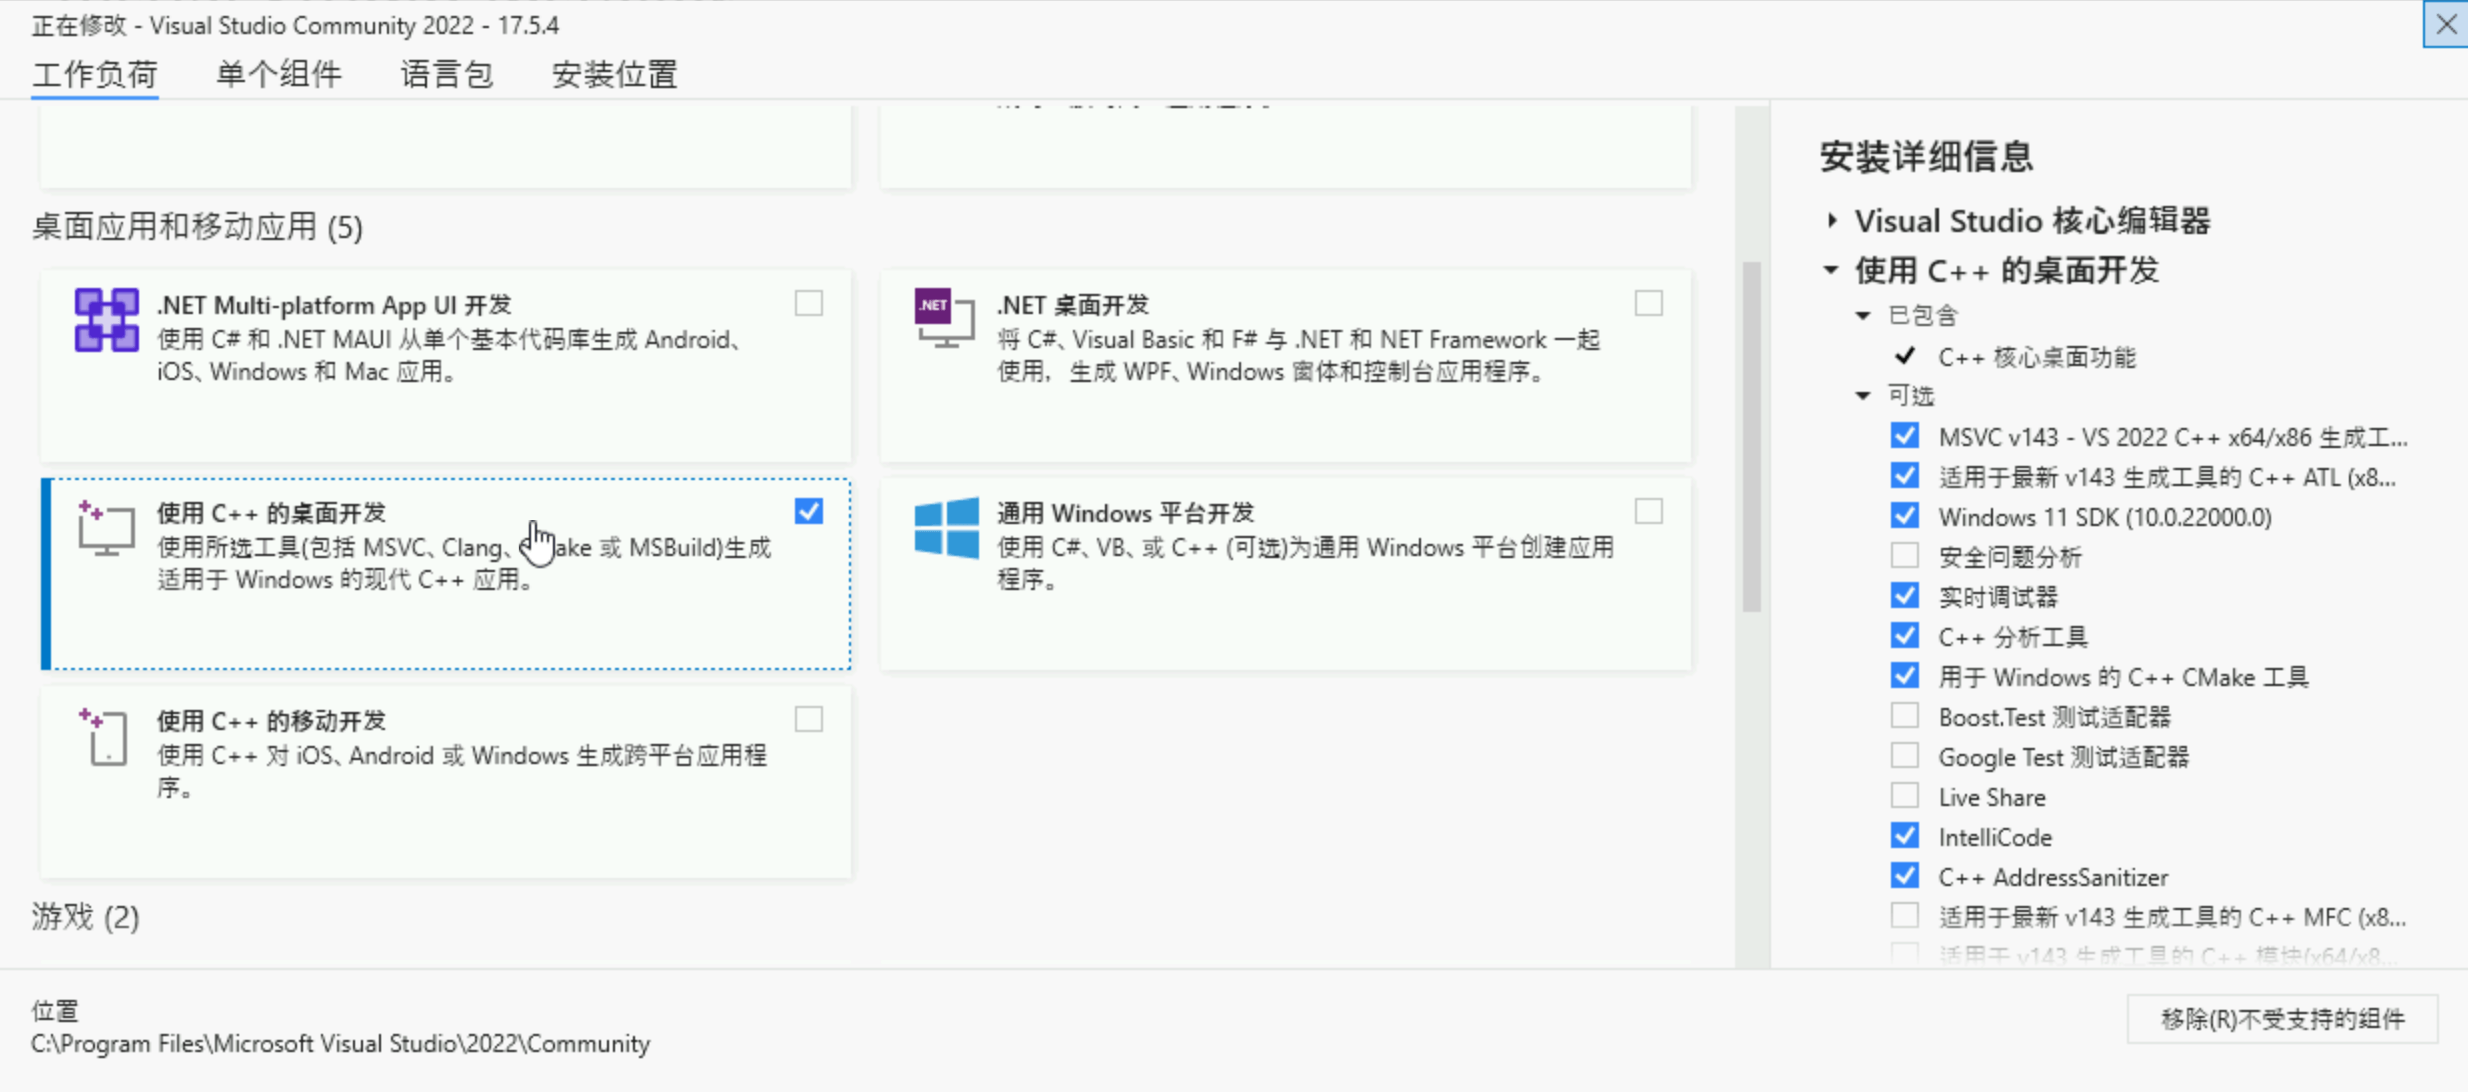 正在修改 - Visual Studio Community 2022 - 17.5.4
工作负荷 单个组件 语言包 安装位置
桌面应用和移动应用 (5)
.NET Multi-platform App UI 开发
使用 C# 和 .NET MAUI 从单个基本代码库生成 Android、
iOS、Windows 和 Mac 应用。
.NET
.NET 桌面开发
将 C#、Visual Basic 和 F# 与 .NET 和 NET Framework 一起
使用，生成 WPF、Windows 窗体和控制台应用程序。
使用 C++ 的桌面开发
使用所选工具(包括 MSVC、Clang、 ake 或 MSBuild)生成
适用于 Windows 的现代 C++ 应用。
通用 Windows 平台开发
使用 C#、VB、或 C++ (可选)为通用 Windows 平台创建应用
程序。
使用 C++ 的移动开发
使用 C++ 对 iOS、Android 或 Windows 生成跨平台应用程
序。
游戏 (2)
安装详细信息
Visual Studio 核心编辑器
使用 C++ 的桌面开发
已包含
C++ 核心桌面功能
可选
MSVC v143 - VS 2022 C++ x64/x86 生成工...
适用于最新 v143 生成工具的 C++ ATL (x8...
Windows 11 SDK (10.0.22000.0)
安全问题分析
实时调试器
C++ 分析工具
用于 Windows 的 C++ CMake 工具
Boost.Test 测试适配器
Google Test 测试适配器
Live Share
IntelliCode
C++ AddressSanitizer
适用于最新 v143 生成工具的 C++ MFC (x8...
适用于 v143 生成工具的 C++ 模块(x64/x8...
位置
C:\Program Files\Microsoft Visual Studio\2022\Community
移除(R)不受支持的组件